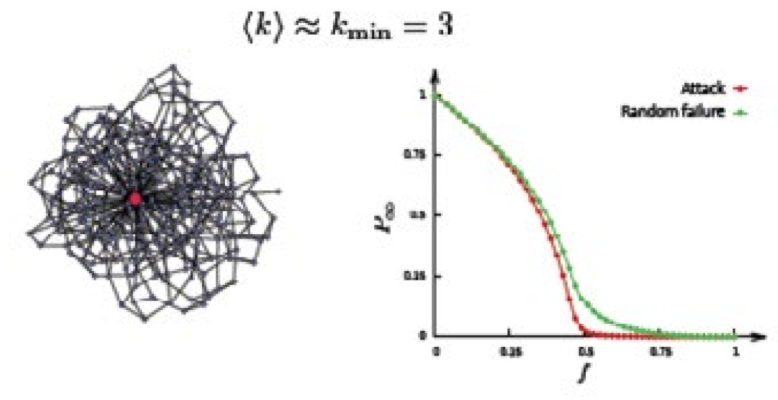 ⟨k⟩ ≈ k_min = 3
Attack
Random failure
1
0.75
0.5
0.25
0
P∞
0 0.25 0.5 0.75 1
f